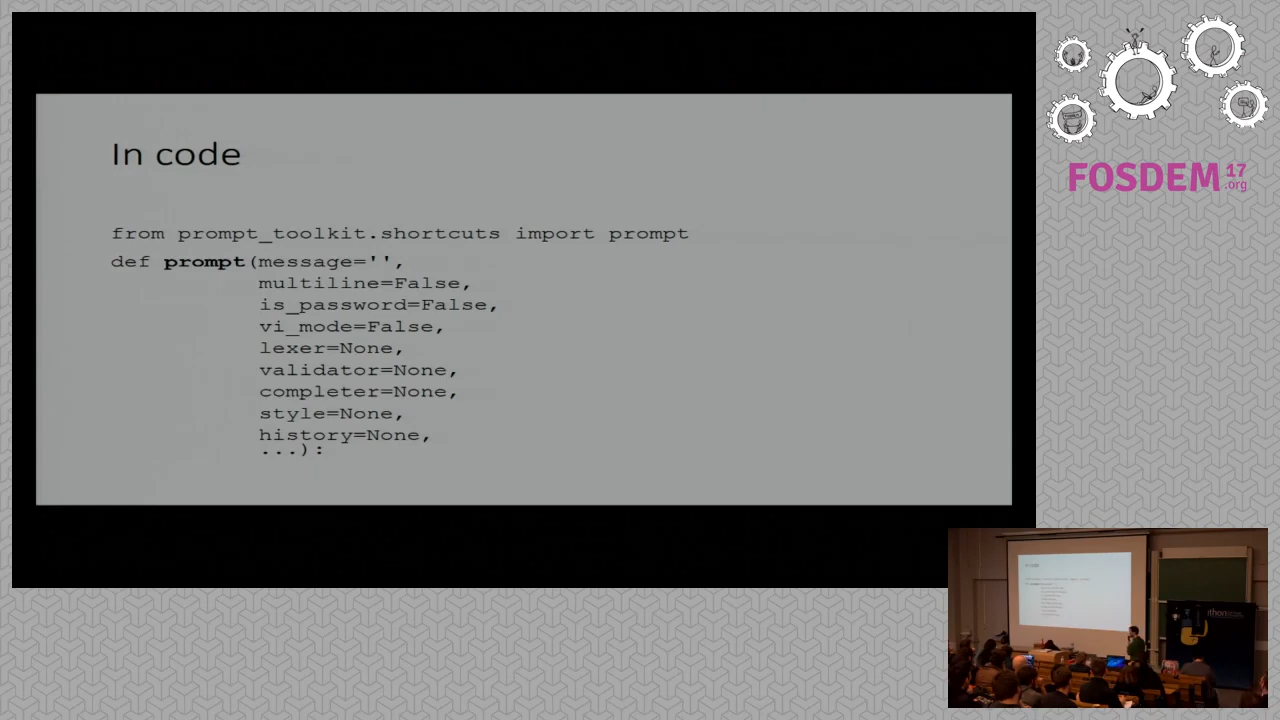 In code
from prompt_toolkit.shortcuts import prompt
def prompt(message='',
multiline=False,
is_password=False,
vi_mode=False,
lexer=None,
validator=None,
completer=None,
style=None,
history=None,
...):
FOSDEM 17
.org